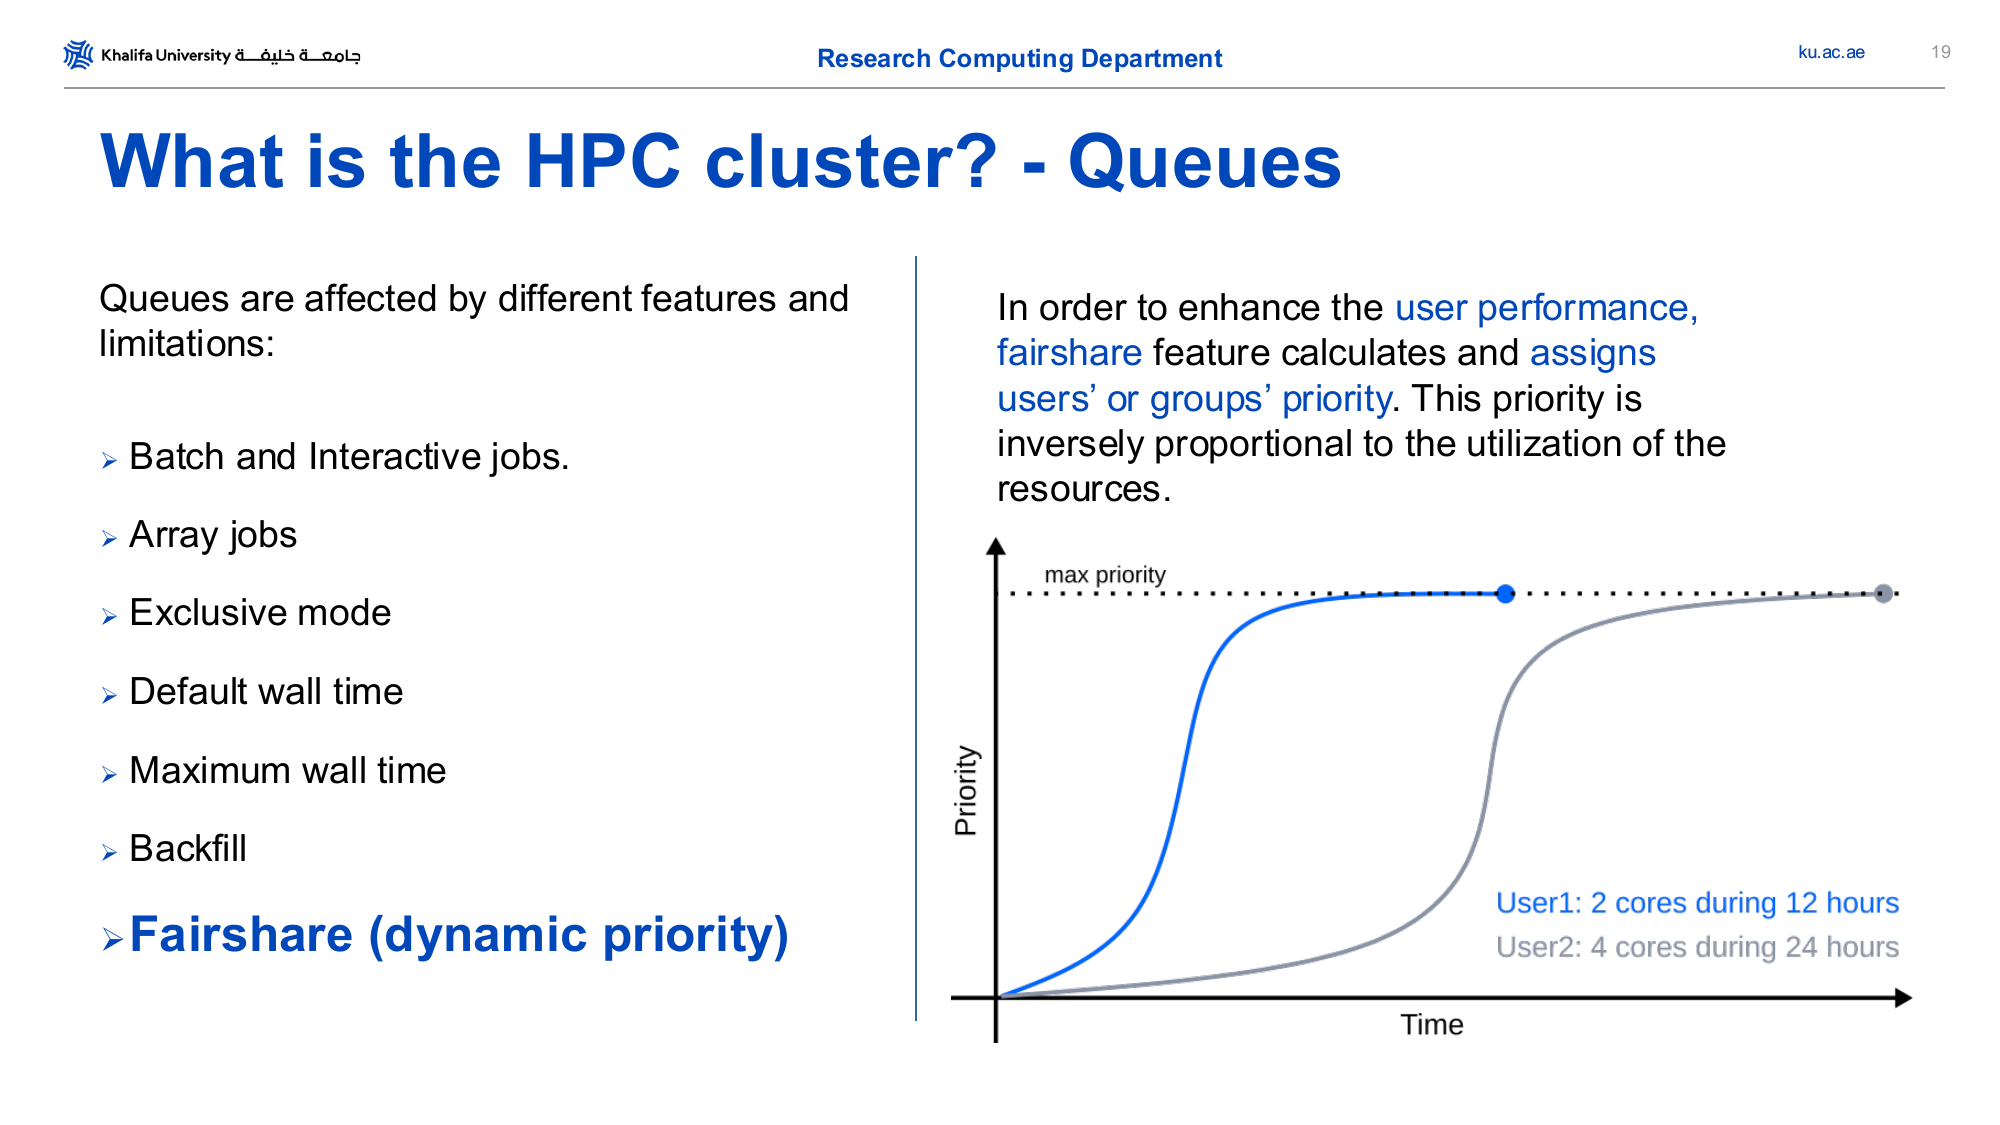 Khalifa University جامعـــة خليفـــة
Research Computing Department
ku.ac.ae
19
What is the HPC cluster? - Queues
Queues are affected by different features and
limitations:
➢ Batch and Interactive jobs.
➢ Array jobs
➢ Exclusive mode
➢ Default wall time
➢ Maximum wall time
➢ Backfill
➢ Fairshare (dynamic priority)
In order to enhance the user performance,
fairshare feature calculates and assigns
users’ or groups’ priority. This priority is
inversely proportional to the utilization of the
resources.
max priority
Priority
User1: 2 cores during 12 hours
User2: 4 cores during 24 hours
Time